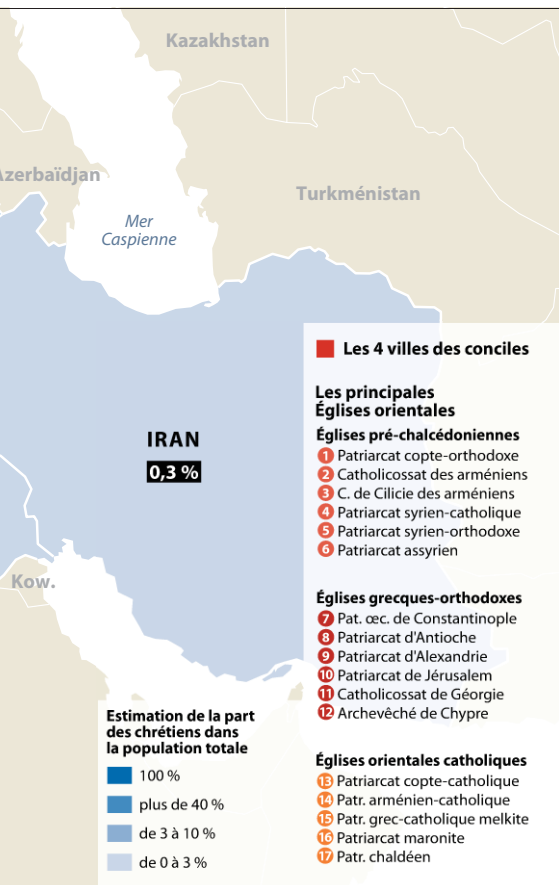 Kazakhstan
Azerbaïdjan
Turkménistan
Mer
Caspienne
IRAN
0,3 %
Kow.
Les 4 villes des conciles
Les principales
Églises orientales
Églises pré-chalcédoniennes
1 Patriarcat copte-orthodoxe
2 Catholicossat des arméniens
3 C. de Cilicie des arméniens
4 Patriarcat syrien-catholique
5 Patriarcat syrien-orthodoxe
6 Patriarcat assyrien
Églises grecques-orthodoxes
7 Pat. œc. de Constantinople
8 Patriarcat d'Antioche
9 Patriarcat d'Alexandrie
10 Patriarcat de Jérusalem
11 Catholicossat de Géorgie
12 Archevêché de Chypre
Églises orientales catholiques
13 Patriarcat copte-catholique
14 Patr. arménien-catholique
15 Patr. grec-catholique melkite
16 Patriarcat maronite
17 Patr. chaldéen
Estimation de la part
des chrétiens dans
la population totale
100 %
plus de 40 %
de 3 à 10 %
de 0 à 3 %